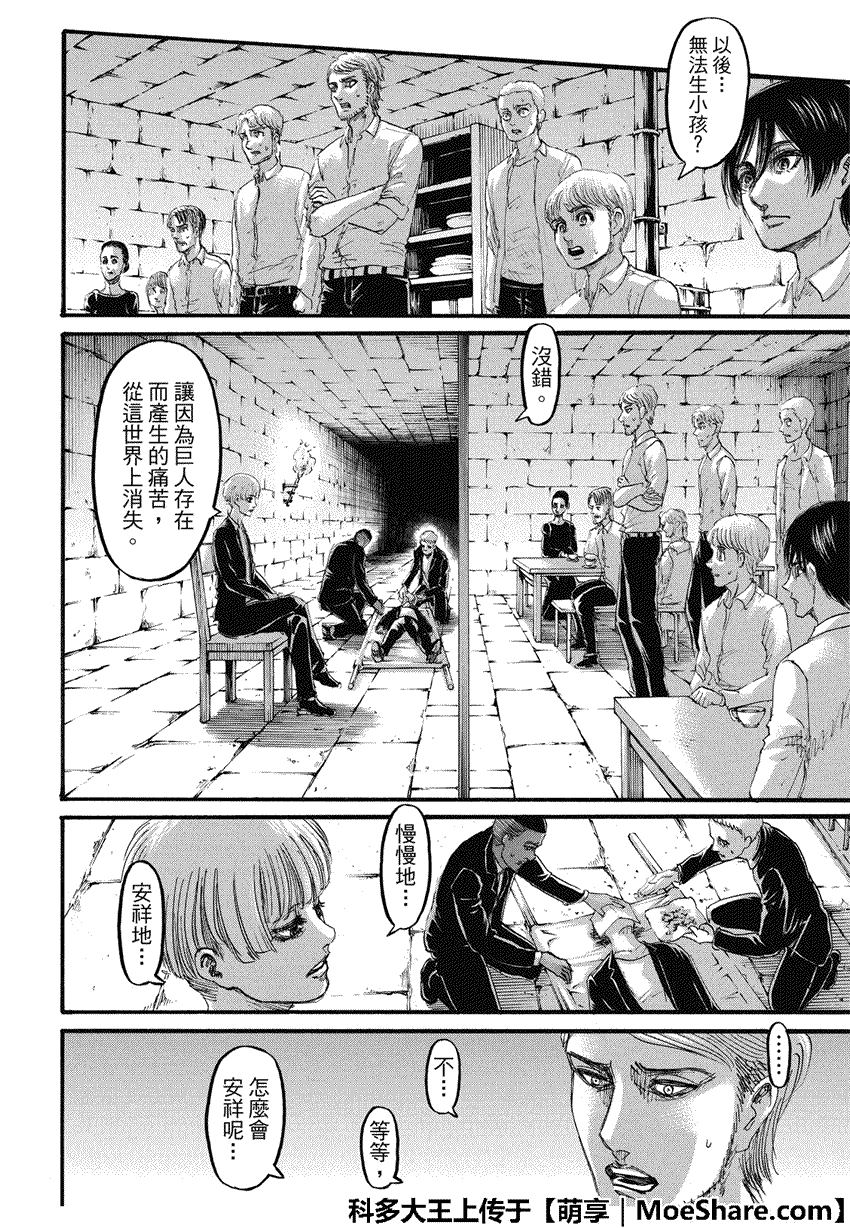 以後…
無法生小孩?
沒錯。
讓因為巨人存在
而產生的痛苦，
從這世界上消失。
慢慢地…
安祥地…
……
不…
等等，
怎麼會
安祥呢…
科多大王上传于【萌享｜MoeShare.com】